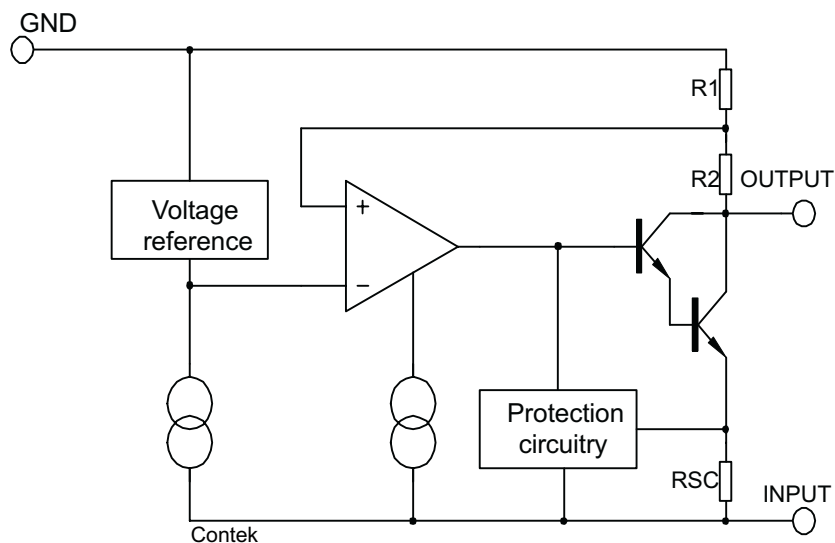 GND
R1
R2
OUTPUT
Voltage
reference
+
−
Protection
circuitry
RSC
INPUT
Contek